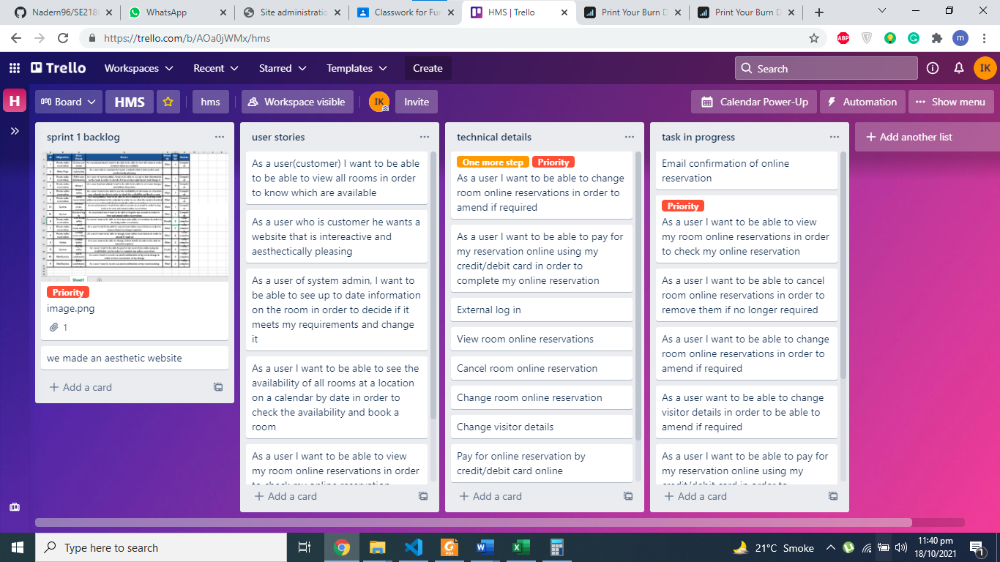 Nadern96/SE218
WhatsApp
Site administratio
Classwork for Fun
HMS | Trello
Print Your Burn D
Print Your Burn D
https://trello.com/b/AOa0jWMx/hms
ABP
G
m
Trello
Workspaces
Recent
Starred
Templates
Create
Search
IK
H
Board
HMS
hms
Workspace visible
IK
Invite
Calendar Power-Up
Automation
Show menu
sprint 1 backlog
Sheet1
Priority
image.png
1
we made an aesthetic website
Add a card
user stories
As a user(customer) I want to be able
to be able to view all rooms in order
to know which are available
As a user who is customer he wants a
website that is intereactive and
aesthectically pleasing
As a user of system admin, I want to
be able to see up to date information
on the room in order to decide if it
meets my requirements and change
it
As a user I want to be able to see the
availability of all rooms at a location
on a calendar by date in order to
check the availability and book a
room
As a user I want to be able to view
my room online reservations in order
to check my online reservation
Add a card
technical details
One more step Priority
As a user I want to be able to change
room online reservation in order to
amend if required
As a user I want to be able to pay for
my reservation online using my
credit/debit card in order to
complete my online reservation
External log in
View room online reservations
Cancel room online reservation
Change room online reservation
Change visitor details
Pay for online reservation by
credit/debit card online
Add a card
task in progress
Email confirmation of online
reservation
Priority
As a user I want to be able to view
my room online reservations in order
to check my online reservation
As a user I want to be able to cancel
room online reservations in order to
remove them if no longer required
As a user I want to be able to change
room online reservations in order to
amend if required
As a user want to be able to change
visitor details in order to be able to
amend if required
As a user I want to be able to pay for
my reservation online using my
credit/debit card in order to
Add a card
Add another list
Type here to search
21°C Smoke
11:40 pm
18/10/2021
1